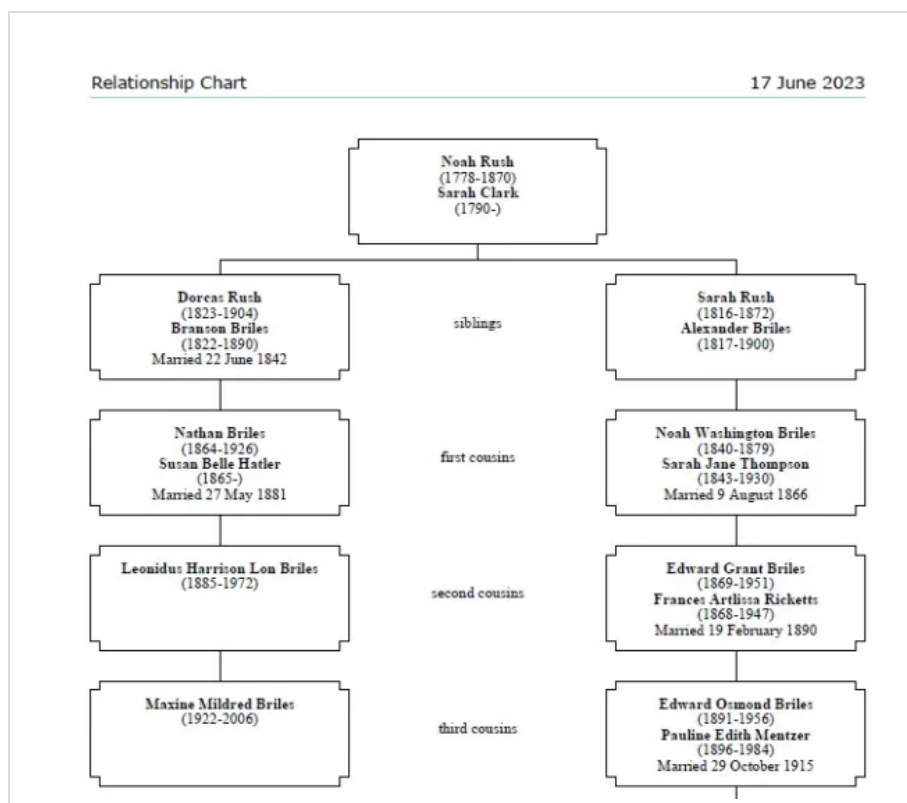 Relationship Chart
17 June 2023
Noah Rush
(1778-1870)
Sarah Clark
(1790-)
Dorcas Rush
(1823-1904)
Branson Briles
(1822-1890)
Married 22 June 1842
siblings
Sarah Rush
(1816-1872)
Alexander Briles
(1817-1900)
Nathan Briles
(1864-1926)
Susan Belle Hatler
(1865-)
Married 27 May 1881
first cousins
Noah Washington Briles
(1840-1879)
Sarah Jane Thompson
(1843-1930)
Married 9 August 1866
Leonidus Harrison Lon Briles
(1885-1972)
second cousins
Edward Grant Briles
(1869-1951)
Frances Artlissa Ricketts
(1868-1947)
Married 19 February 1890
Maxine Mildred Briles
(1922-2006)
third cousins
Edward Osmond Briles
(1891-1956)
Pauline Edith Mentzer
(1896-1984)
Married 29 October 1915